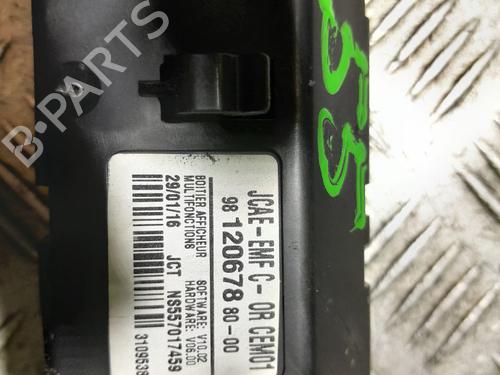 B-PARTS
55
JCAE-EMF C-OR CEM01
98 120678 80-00
BOITIER AFFICHEUR
MULTIFONCTIONS
SOFTWARE: V10.02
HARDWARE: V06.00
29/01/16 JCT NS557017459
3109538